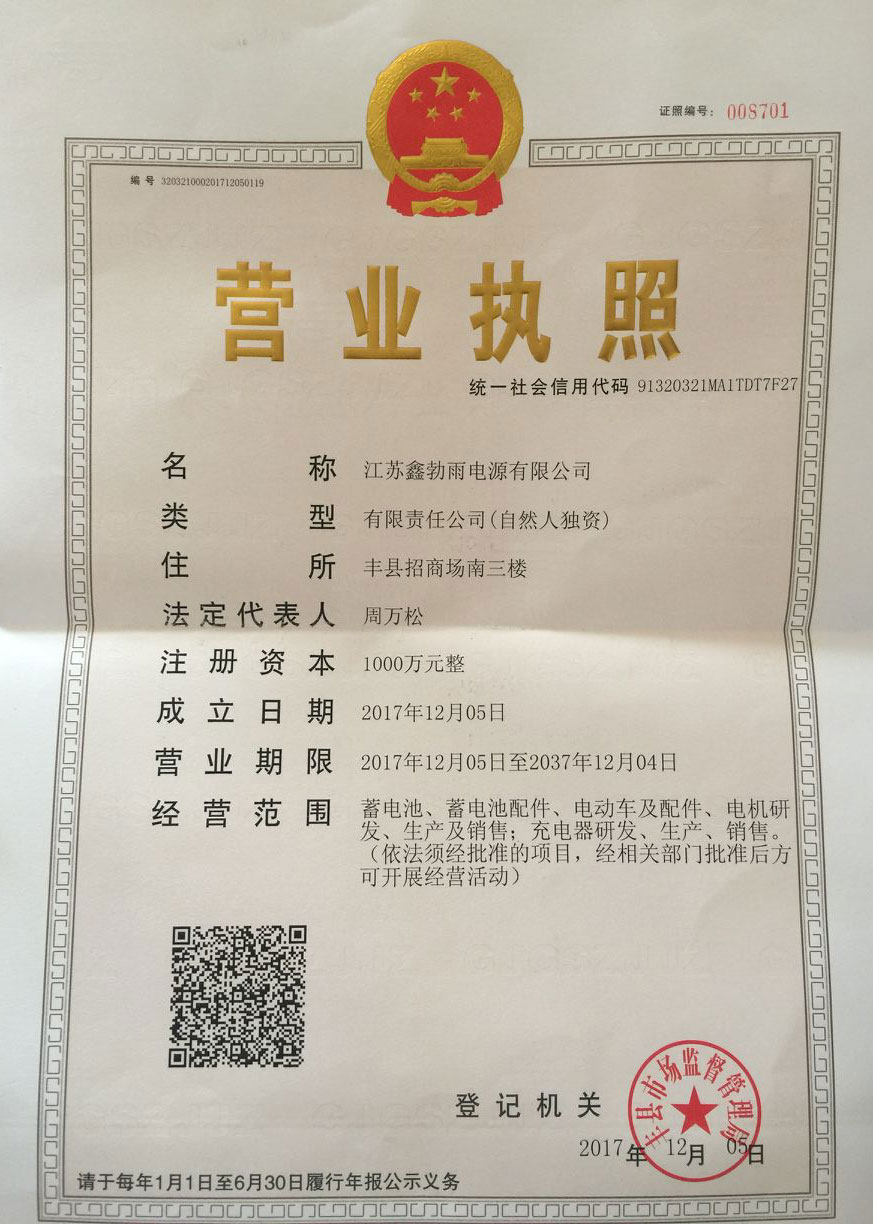 证照编号： 008701
编 号 320321000201712050119
营业执照
统一社会信用代码 91320321MA1TDT7F27
名称 江苏鑫勃雨电源有限公司
类型 有限责任公司(自然人独资)
住所 丰县招商场南三楼
法定代表人 周万松
注册资本 1000万元整
成立日期 2017年12月05日
营业期限 2017年12月05日至2037年12月04日
经营范围 蓄电池、蓄电池配件、电动车及配件、电机研
发、生产及销售；充电器研发、生产、销售。
（依法须经批准的项目，经相关部门批准后方
可开展经营活动）
登记机关
丰县市场监督管理局
2017年 12月 05日
请于每年1月1日至6月30日履行年报公示义务